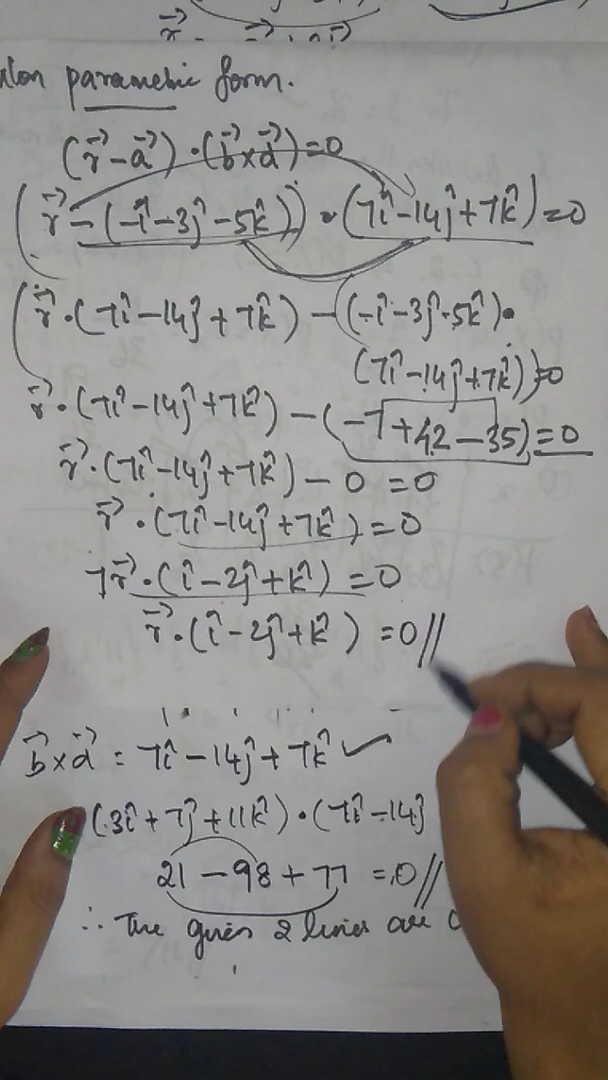 parametric form.
(r⃗ - a⃗) · (b⃗ × d⃗) = 0
(r⃗ - (-î - 3ĵ - 5k̂)) · (7î - 14ĵ + 7k̂) = 0
(r⃗ · (7î - 14ĵ + 7k̂) - (-î - 3ĵ - 5k̂) ·
(7î - 14ĵ + 7k̂)) = 0
r⃗ · (7î - 14ĵ + 7k̂) - (-7 + 42 - 35) = 0
r⃗ · (7î - 14ĵ + 7k̂) - 0 = 0
r⃗ · (7î - 14ĵ + 7k̂) = 0
7r⃗ · (î - 2ĵ + k̂) = 0
r⃗ · (î - 2ĵ + k̂) = 0//
b⃗ × d⃗ = 7î - 14ĵ + 7k̂ ✓
(3î + 7ĵ + 11k̂) · (7î - 14ĵ
21 - 98 + 77 = 0//
∴ The given 2 lines are